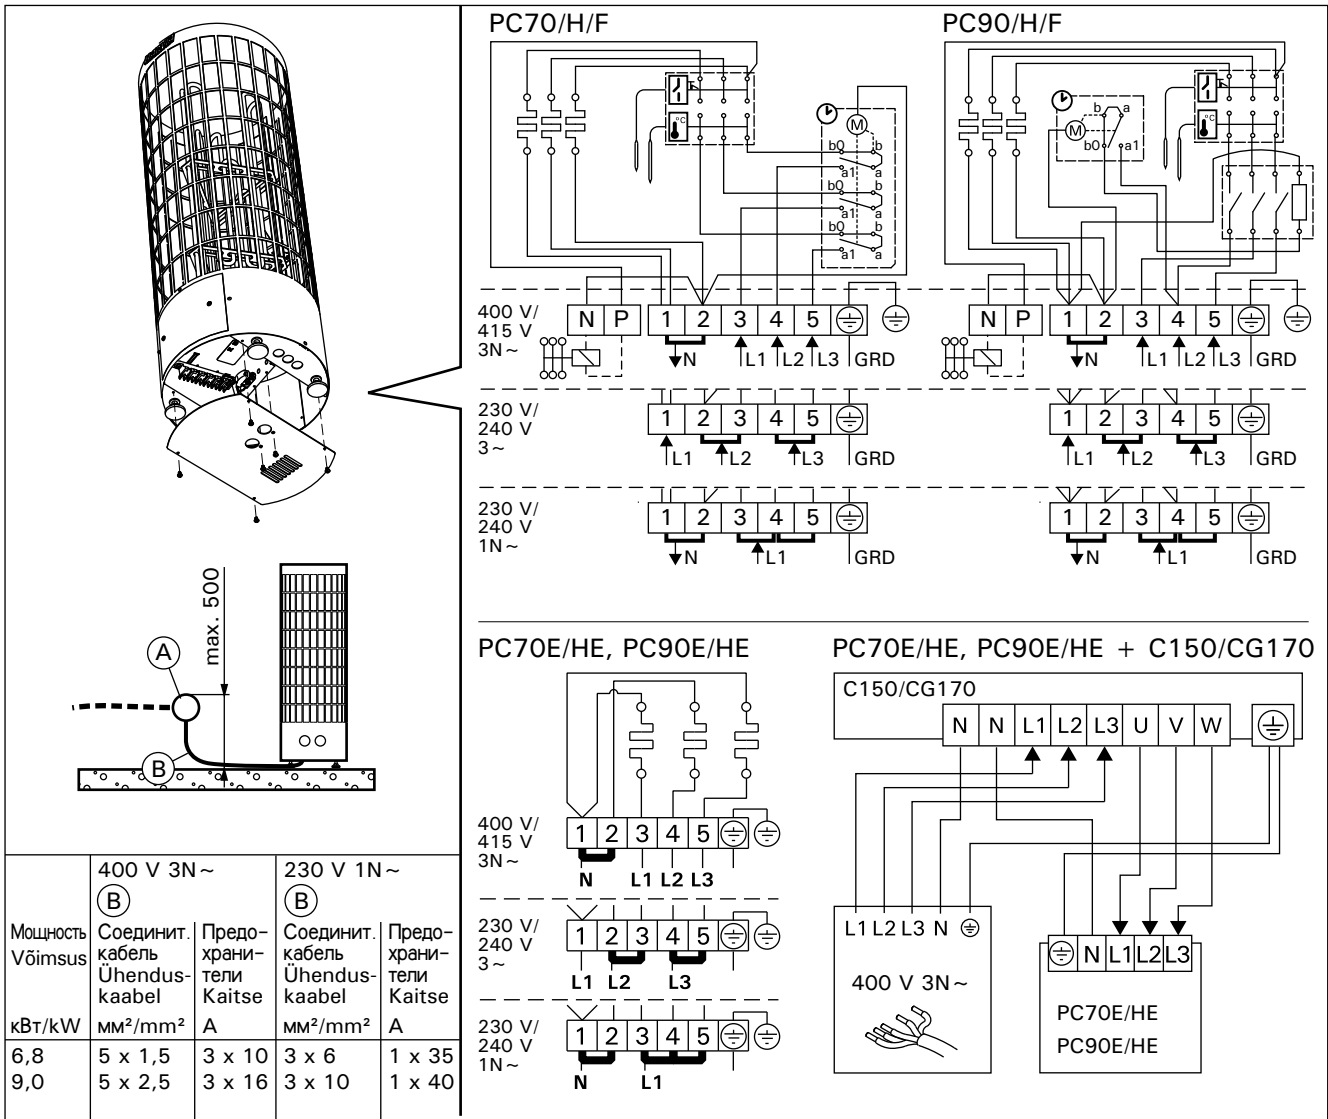 PC70/H/F
PC90/H/F
°C
M
b0 b
a1 a
b0 b
a1 a
b0 b
a1 a
°C
M
b a
b0 a1
400 V/
415 V
3N~
N P
1 2 3 4 5
N L1 L2 L3 GRD
N P
1 2 3 4 5
N L1 L2 L3 GRD
230 V/
240 V
3~
1 2 3 4 5
L1 L2 L3 GRD
1 2 3 4 5
L1 L2 L3 GRD
230 V/
240 V
1N~
1 2 3 4 5
N L1 GRD
1 2 3 4 5
N L1 GRD
max. 500
A
B
PC70E/HE, PC90E/HE
400 V/
415 V
3N~
1 2 3 4 5
N L1 L2 L3
230 V/
240 V
3~
1 2 3 4 5
L1 L2 L3
230 V/
240 V
1N~
1 2 3 4 5
N L1
PC70E/HE, PC90E/HE + C150/CG170
C150/CG170
N N L1 L2 L3 U V W
L1 L2 L3 N
400 V 3N~
N L1 L2 L3
PC70E/HE
PC90E/HE
400 V 3N~ 230 V 1N~
B B
Мощность Соединит. Предо- Соединит. Предо-
Võimsus кабель храни- кабель храни-
Ühendus- тели Ühendus- тели
kaabel Kaitse kaabel Kaitse
кВт/kW мм²/mm² A мм²/mm² A
6,8 5 x 1,5 3 x 10 3 x 6 1 x 35
9,0 5 x 2,5 3 x 16 3 x 10 1 x 40